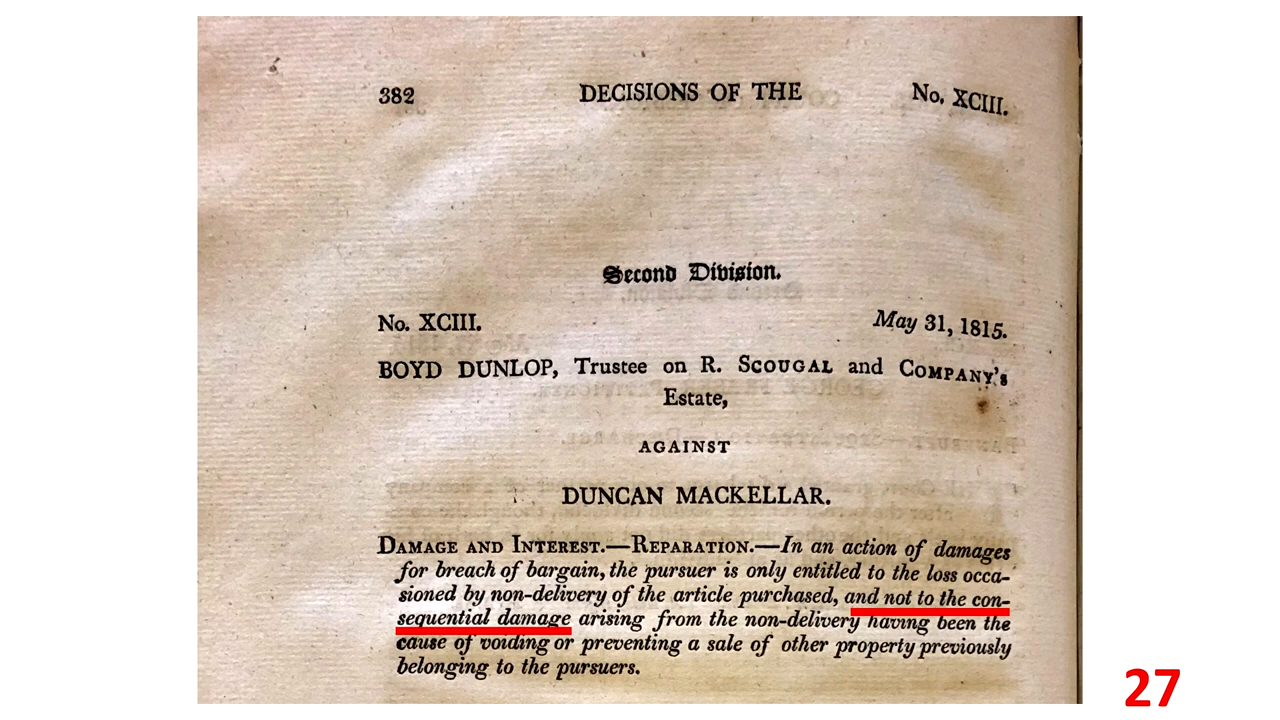 382 DECISIONS OF THE No. XCIII.
Second Division.
No. XCIII. May 31, 1815.
BOYD DUNLOP, Trustee on R. SCOUGAL and COMPANY's
Estate,
AGAINST
DUNCAN MACKELLAR.
DAMAGE AND INTEREST.—REPARATION.—In an action of damages
for breach of bargain, the pursuer is only entitled to the loss occa-
sioned by non-delivery of the article purchased, and not to the con-
sequential damage arising from the non-delivery having been the
cause of voiding or preventing a sale of other property previously
belonging to the pursuers.
27